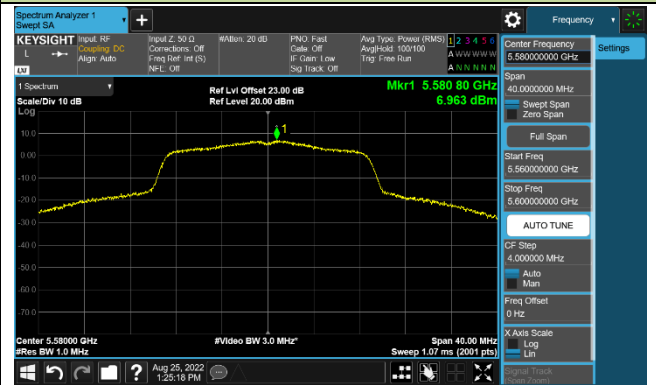 Spectrum Analyzer 1
Swept SA
Frequency
KEYSIGHT
L
LXI
Input: RF
Coupling: DC
Align: Auto
Input Z: 50 Ω
Corrections: Off
Freq Ref: Int (S)
NFE: Off
#Atten: 20 dB
PNO: Fast
Gate: Off
IF Gain: Low
Sig Track: Off
Avg Type: Power (RMS)
Avg|Hold: 100/100
Trig: Free Run
1 2 3 4 5 6
A W W W W W
A N N N N N
1 Spectrum
Scale/Div 10 dB
Log
Ref Lvl Offset 23.00 dB
Ref Level 20.00 dBm
Mkr1 5.580 80 GHz
6.963 dBm
1
10.0
0.00
-10.0
-20.0
-30.0
-40.0
-50.0
-60.0
-70.0
Center 5.58000 GHz
#Res BW 1.0 MHz
#Video BW 3.0 MHz*
Span 40.00 MHz
Sweep 1.07 ms (2001 pts)
Aug 25, 2022
1:25:18 PM
Center Frequency
5.580000000 GHz
Settings
Span
40.0000000 MHz
Swept Span
Zero Span
Full Span
Start Freq
5.560000000 GHz
Stop Freq
5.600000000 GHz
AUTO TUNE
CF Step
4.000000 MHz
Auto
Man
Freq Offset
0 Hz
X Axis Scale
Log
Lin
Signal Track
(Span Zoom)